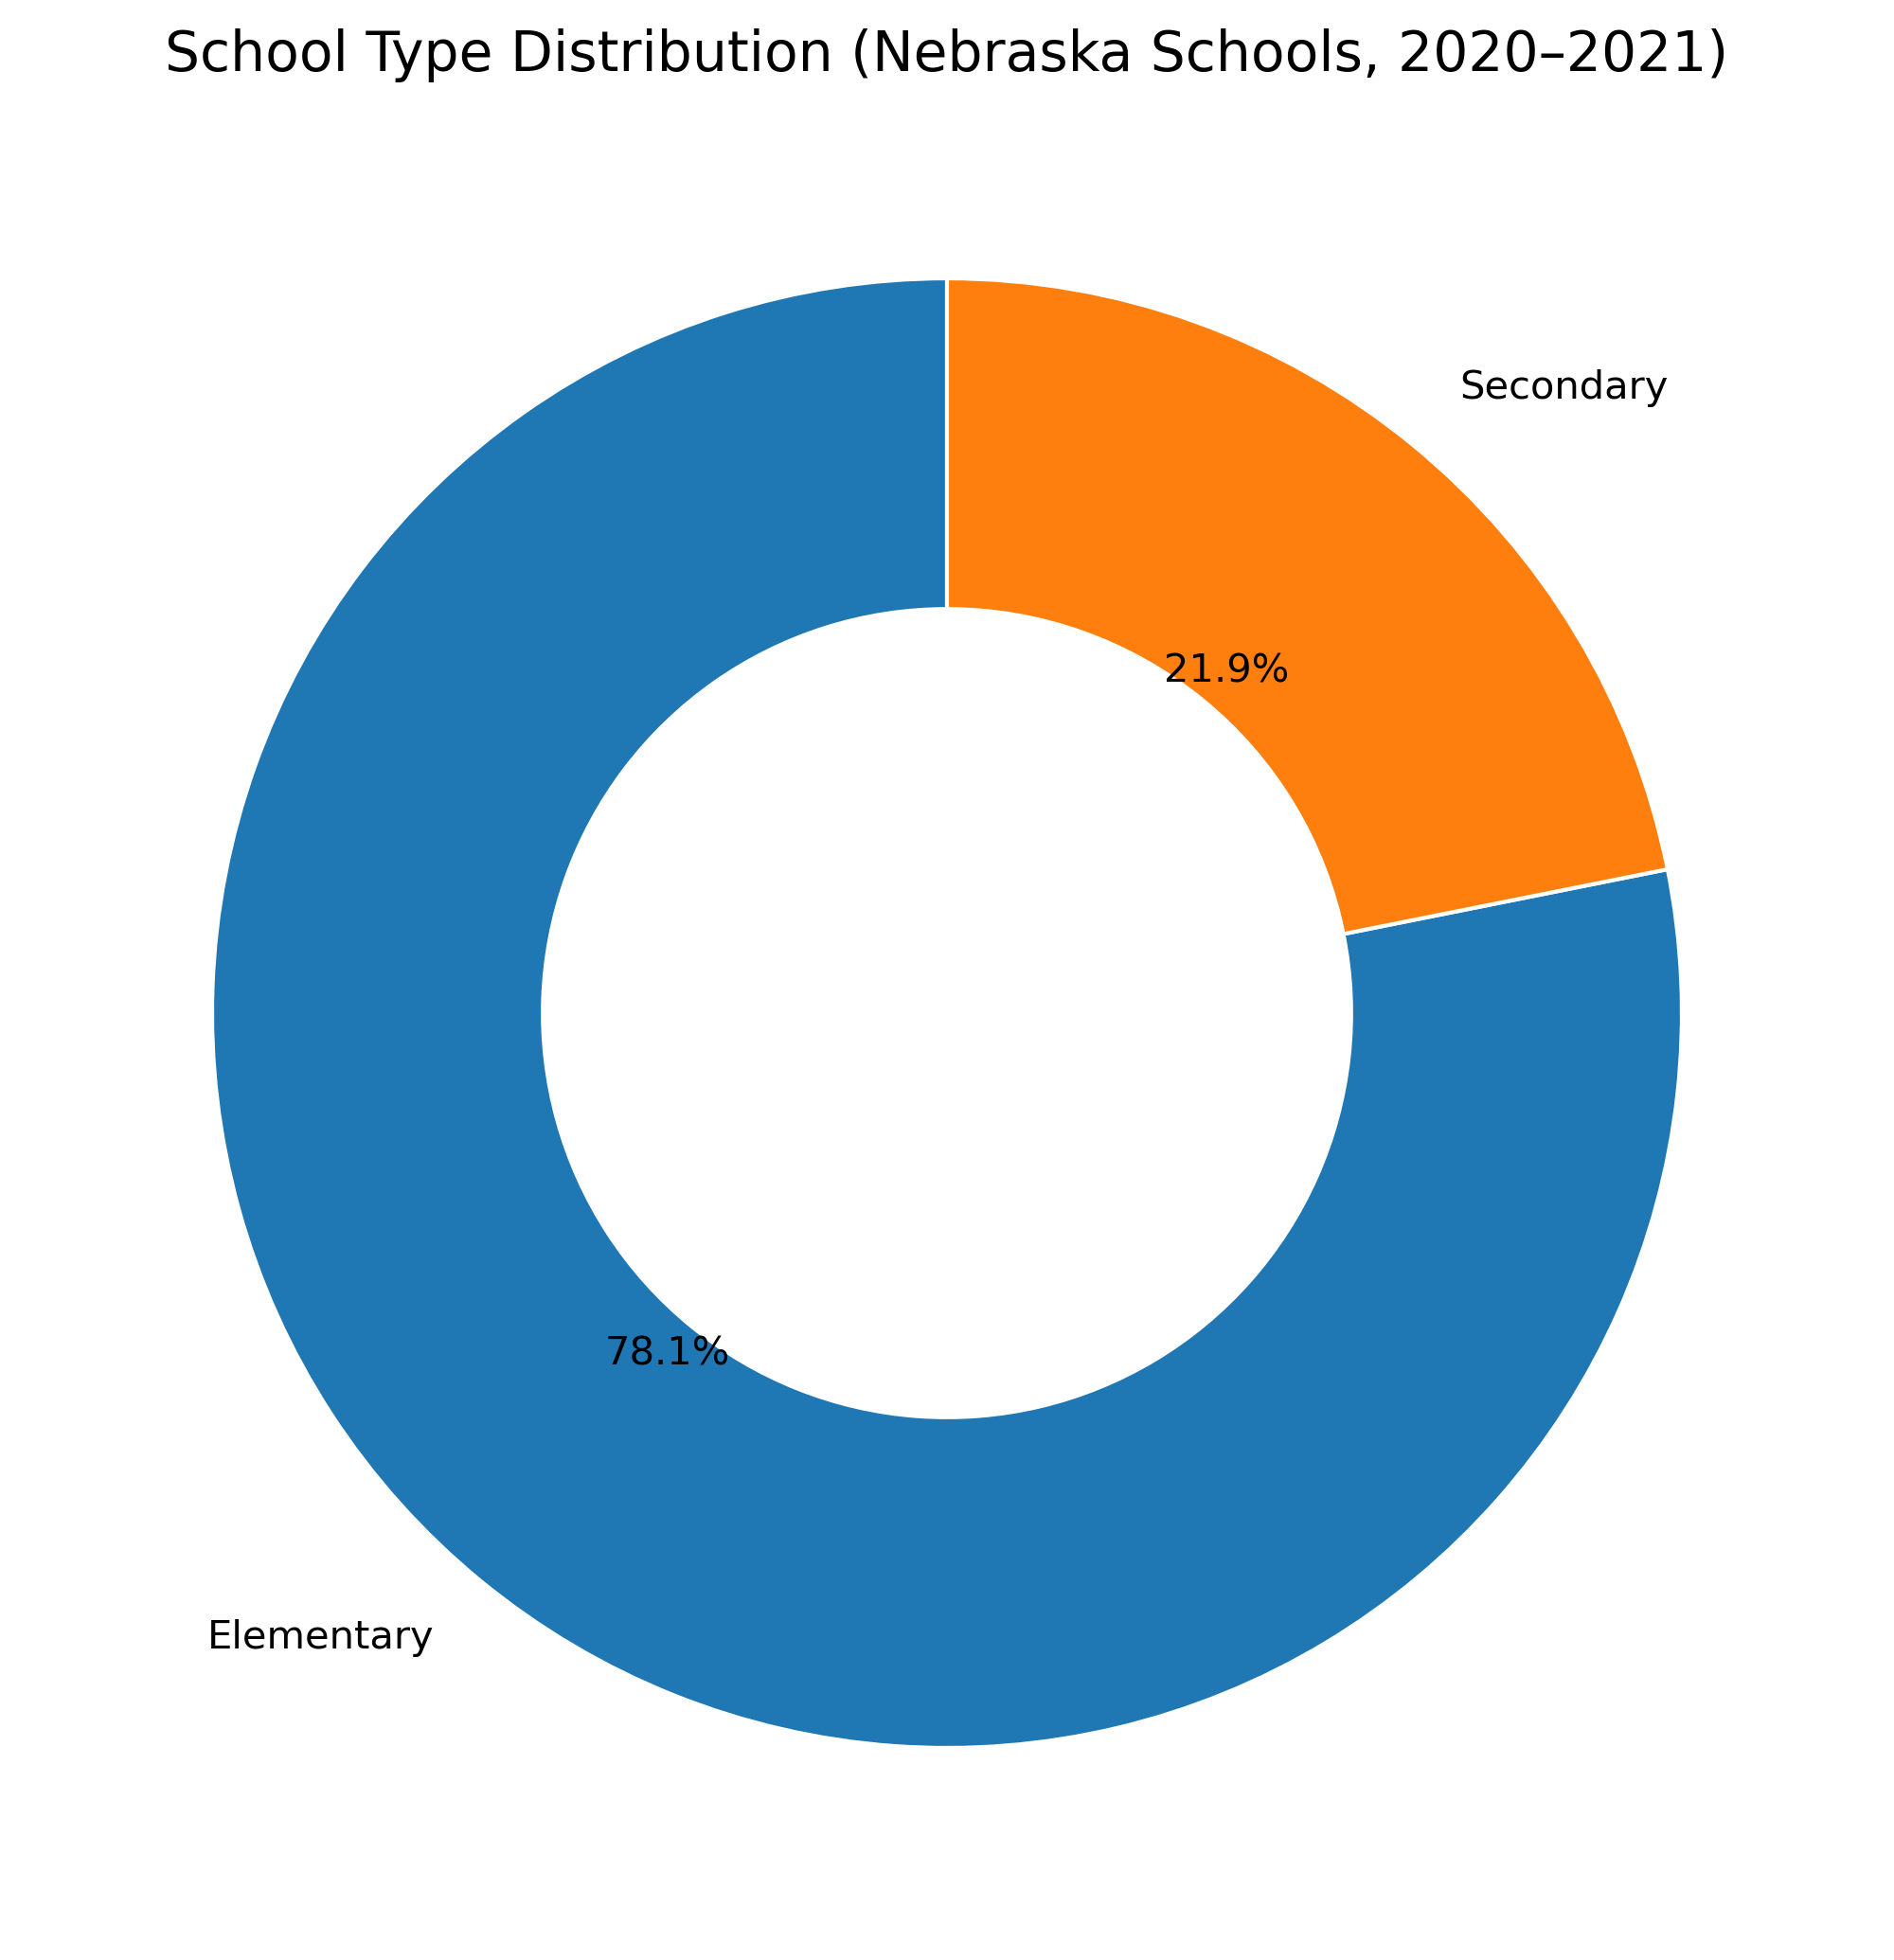 School Type Distribution (Nebraska Schools, 2020–2021)
Secondary
21.9%
78.1%
Elementary